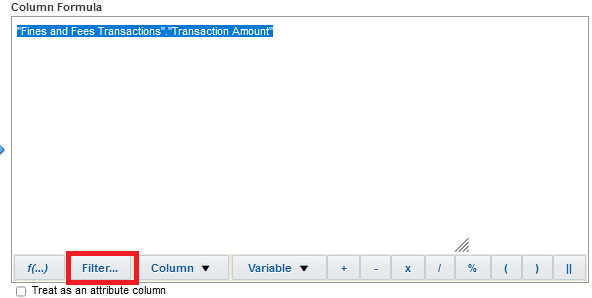 Column Formula
"Fines and Fees Transactions"."Transaction Amount"
f(...) Filter... Column Variable + - x / % ( ) ||
Treat as an attribute column